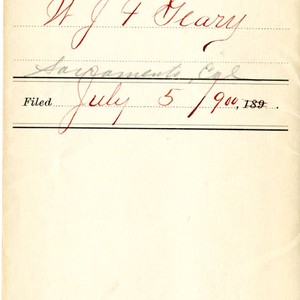 W J F Geary
Sacramento, Cal
Filed July 5 1900, 189 .